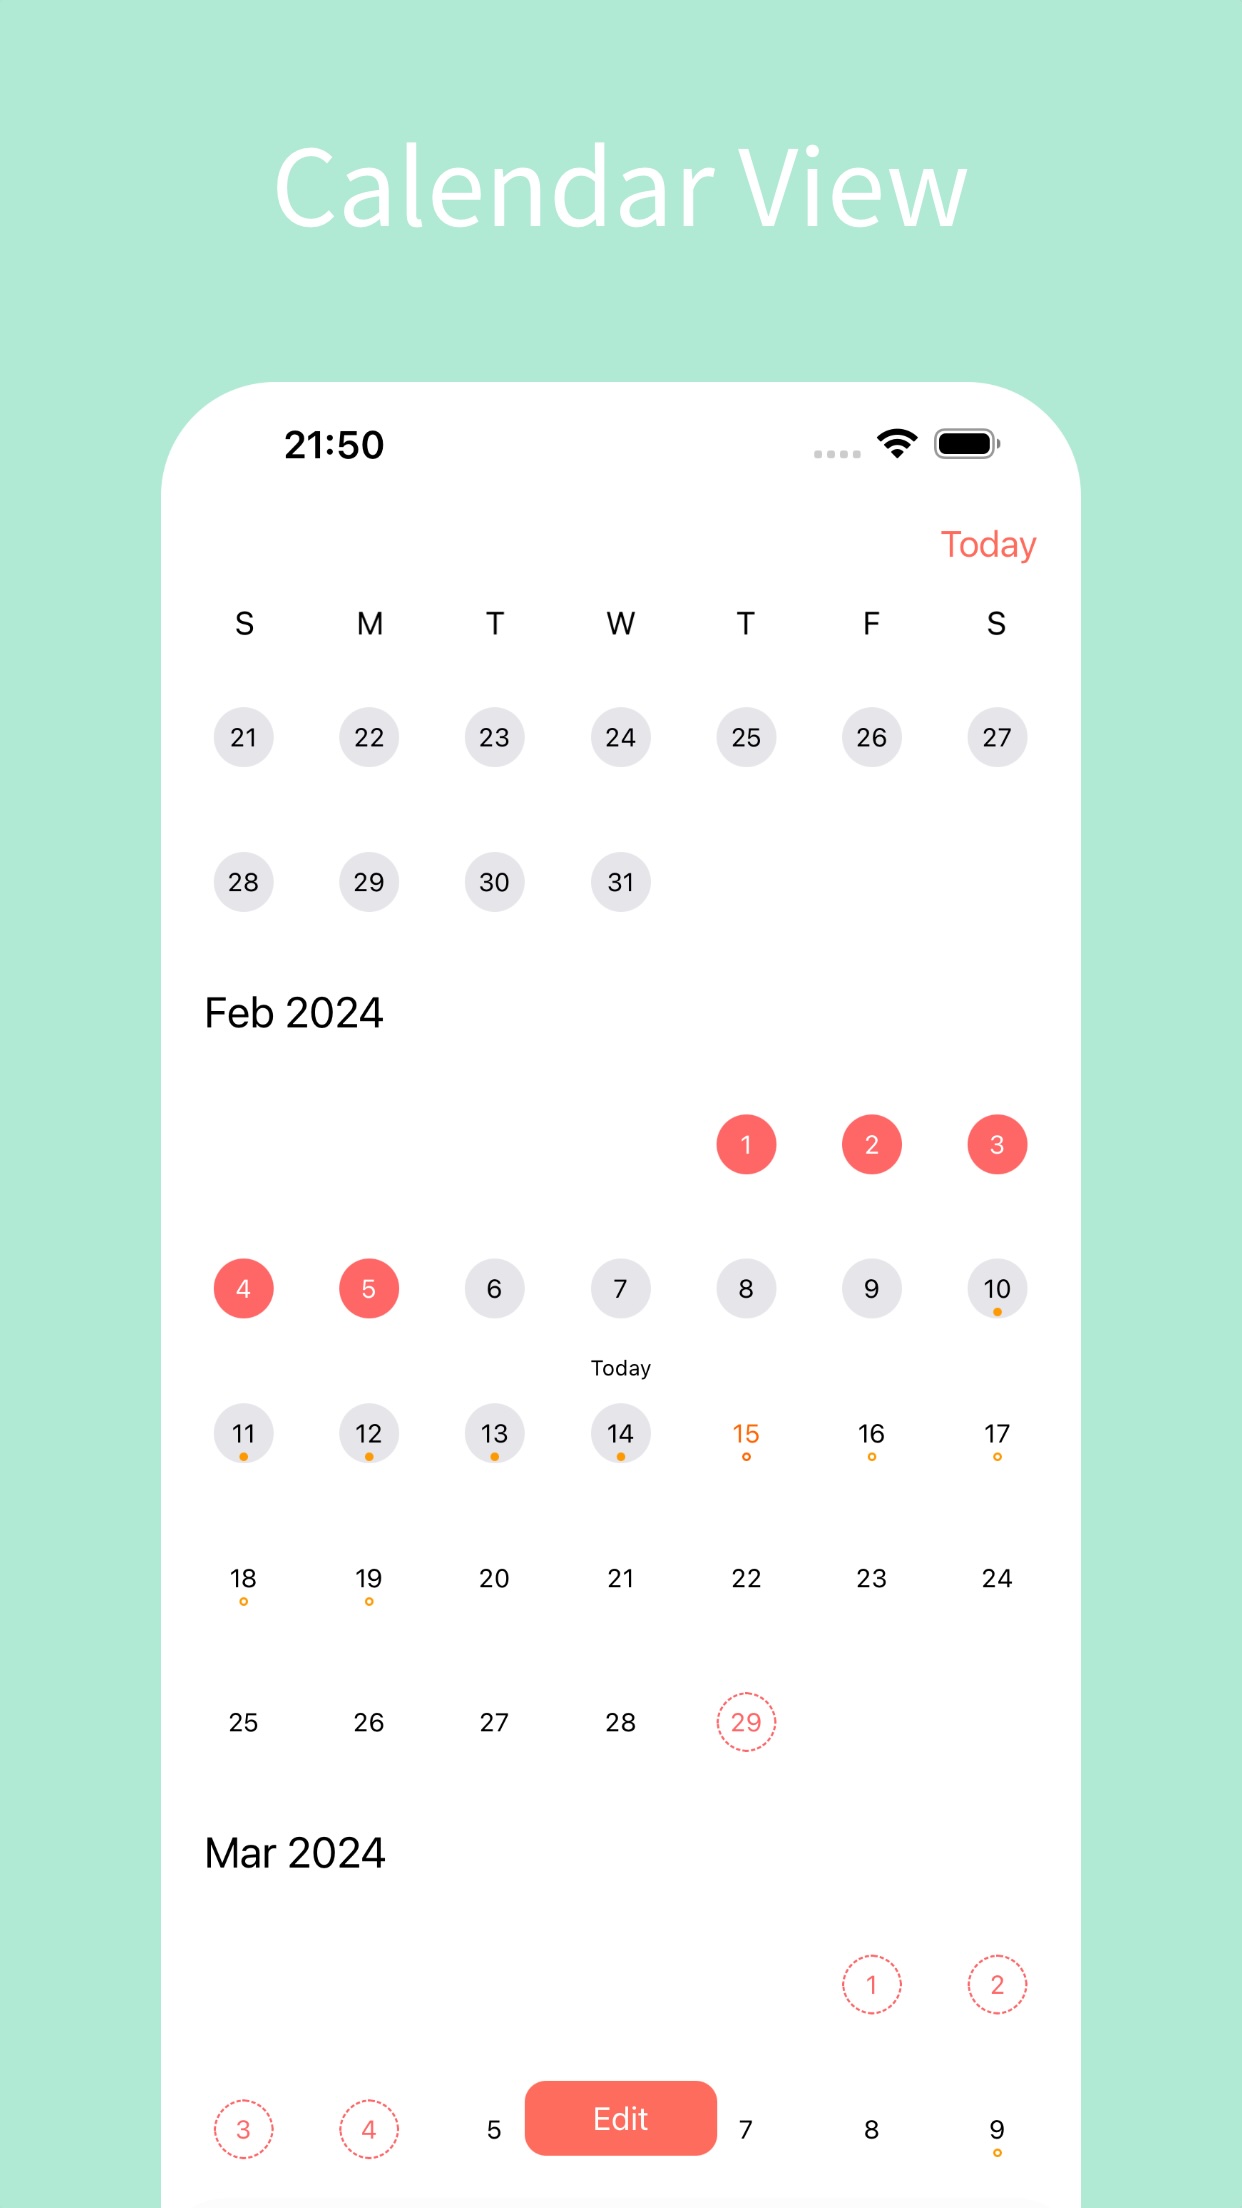 Calendar View
21:50
Today
S M T W T F S
21 22 23 24 25 26 27
28 29 30 31
Feb 2024
1 2 3
4 5 6 7 8 9 10
Today
11 12 13 14 15 16 17
18 19 20 21 22 23 24
25 26 27 28 29
Mar 2024
1 2
3 4 5 Edit 7 8 9